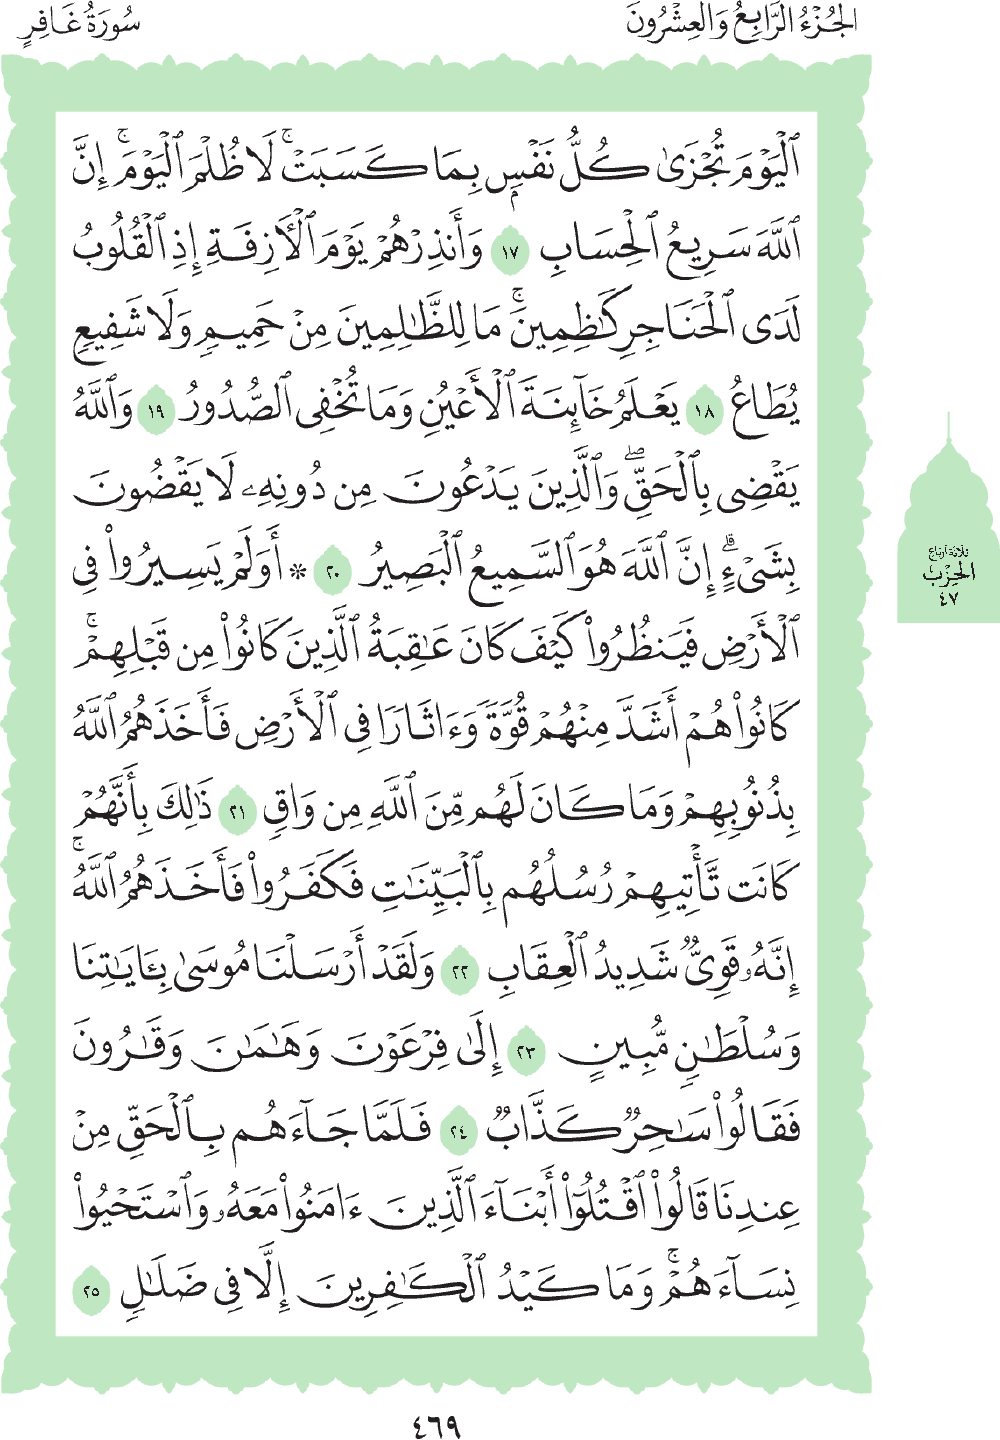 الجُزْءُ الرَّابِعُ وَالعِشْرُونَ
سُورَةُ غَافِرٍ
ٱلۡيَوۡمَ تُجۡزَىٰ كُلُّ نَفۡسِۭ بِمَا كَسَبَتۡۚ لَا ظُلۡمَ ٱلۡيَوۡمَۚ إِنَّ
ٱللَّهَ سَرِيعُ ٱلۡحِسَابِ ١٧ وَأَنذِرۡهُمۡ يَوۡمَ ٱلۡأٓزِفَةِ إِذِ ٱلۡقُلُوبُ
لَدَى ٱلۡحَنَاجِرِ كَٰظِمِينَۚ مَا لِلظَّٰلِمِينَ مِنۡ حَمِيمٖ وَلَا شَفِيعٖ
يُطَاعُ ١٨ يَعۡلَمُ خَآئِنَةَ ٱلۡأَعۡيُنِ وَمَا تُخۡفِي ٱلصُّدُورُ ١٩ وَٱللَّهُ
يَقۡضِي بِٱلۡحَقِّۖ وَٱلَّذِينَ يَدۡعُونَ مِن دُونِهِۦ لَا يَقۡضُونَ
بِشَيۡءٍۗ إِنَّ ٱللَّهَ هُوَ ٱلسَّمِيعُ ٱلۡبَصِيرُ ٢٠ * أَوَلَمۡ يَسِيرُواْ فِي
ٱلۡأَرۡضِ فَيَنظُرُواْ كَيۡفَ كَانَ عَٰقِبَةُ ٱلَّذِينَ كَانُواْ مِن قَبۡلِهِمۡۚ
كَانُواْ هُمۡ أَشَدَّ مِنۡهُمۡ قُوَّةٗ وَءَاثَارٗا فِي ٱلۡأَرۡضِ فَأَخَذَهُمُ ٱللَّهُ
بِذُنُوبِهِمۡ وَمَا كَانَ لَهُم مِّنَ ٱللَّهِ مِن وَاقٖ ٢١ ذَٰلِكَ بِأَنَّهُمۡ
كَانَت تَّأۡتِيهِمۡ رُسُلُهُم بِٱلۡبَيِّنَٰتِ فَكَفَرُواْ فَأَخَذَهُمُ ٱللَّهُۚ
إِنَّهُۥ قَوِيّٞ شَدِيدُ ٱلۡعِقَابِ ٢٢ وَلَقَدۡ أَرۡسَلۡنَا مُوسَىٰ بِـَٔايَٰتِنَا
وَسُلۡطَٰنٖ مُّبِينٍ ٢٣ إِلَىٰ فِرۡعَوۡنَ وَهَٰمَٰنَ وَقَٰرُونَ
فَقَالُواْ سَٰحِرٞ كَذَّابٞ ٢٤ فَلَمَّا جَآءَهُم بِٱلۡحَقِّ مِنۡ
عِندِنَا قَالُواْ ٱقۡتُلُوٓاْ أَبۡنَآءَ ٱلَّذِينَ ءَامَنُواْ مَعَهُۥ وَٱسۡتَحۡيُواْ
نِسَآءَهُمۡۚ وَمَا كَيۡدُ ٱلۡكَٰفِرِينَ إِلَّا فِي ضَلَٰلٖ ٢٥
ثلاثة أرباع
الحِزْب
٤٧
٤٦٩